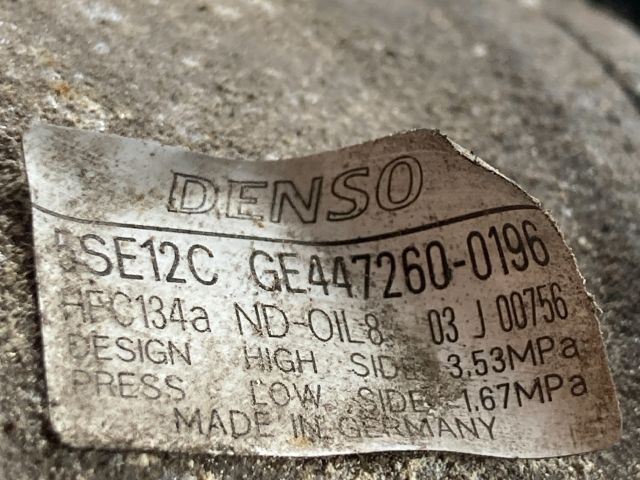 DENSO
5SE12C GE447260-0196
HFC134a ND-OIL8 03 J 00756
DESIGN HIGH SIDE 3,53MPa
PRESS LOW SIDE 1,67MPa
MADE IN GERMANY